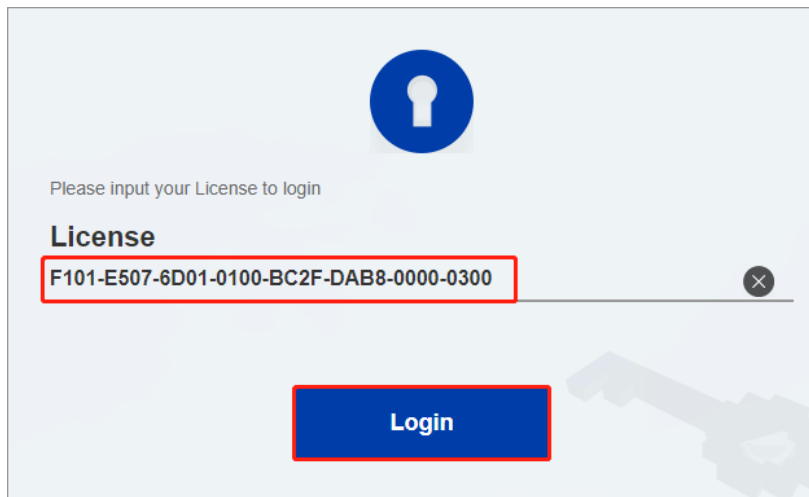 Please input your License to login
License
F101-E507-6D01-0100-BC2F-DAB8-0000-0300
Login